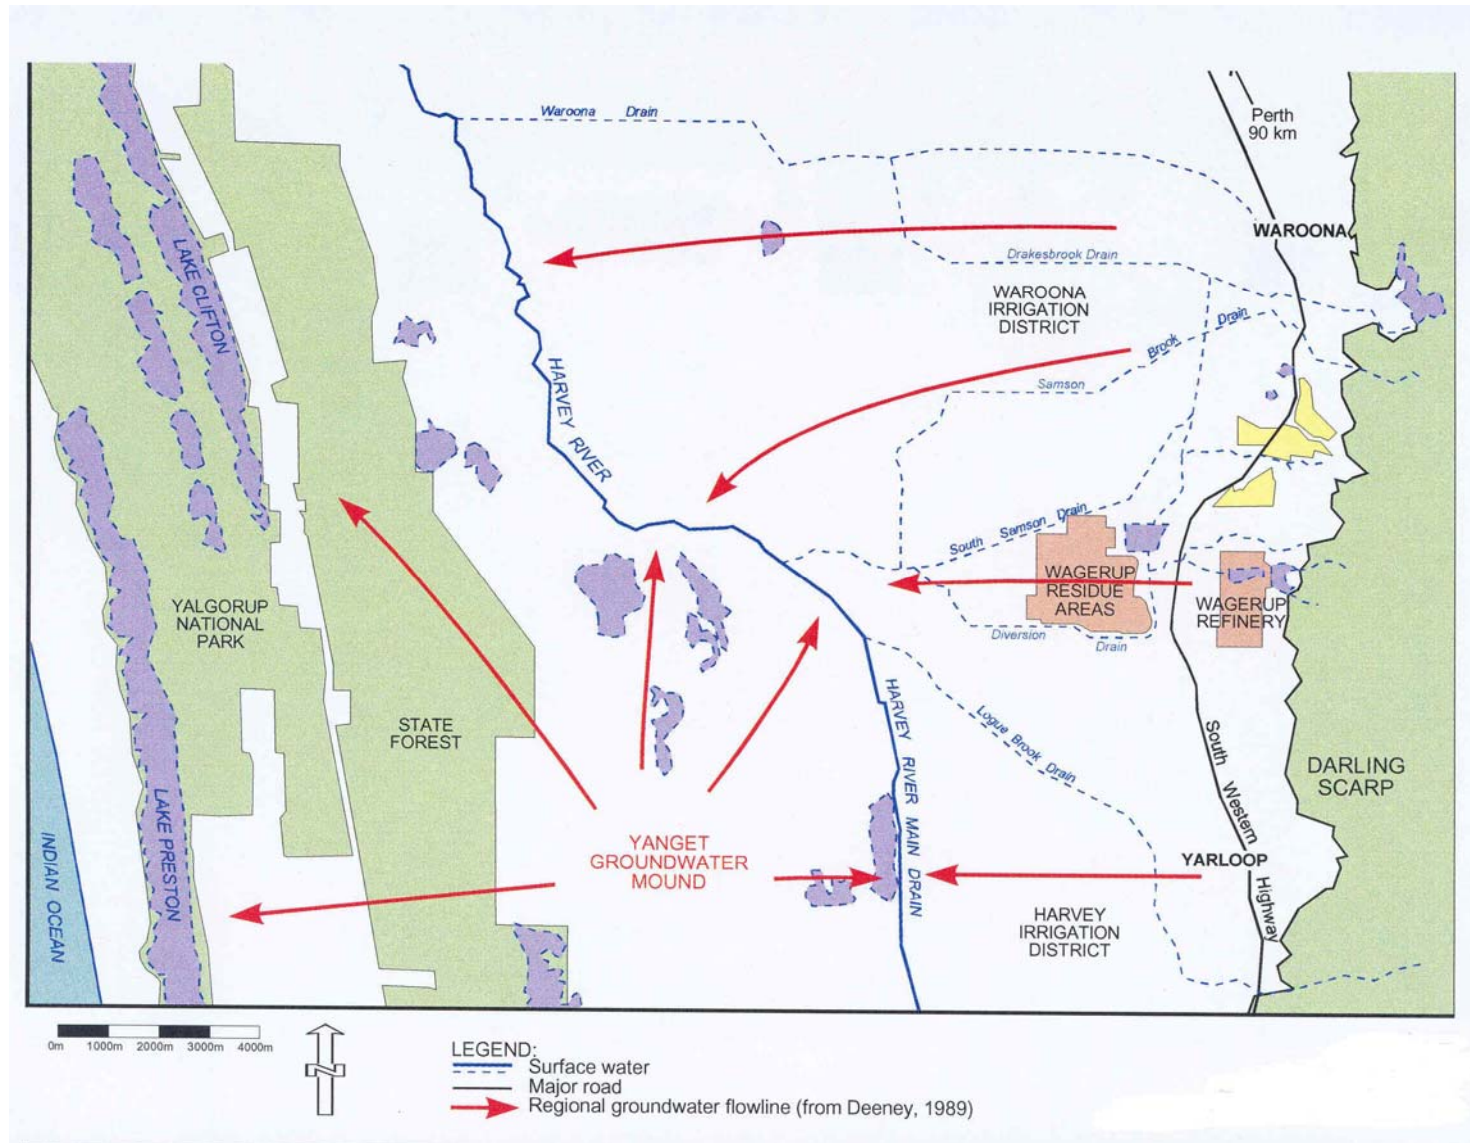 Waroona Drain
Perth
90 km
WAROONA
Drakesbrook Drain
WAROONA
IRRIGATION
DISTRICT
Samson Brook Drain
LAKE CLIFTON
HARVEY RIVER
South Samson Drain
WAGERUP
RESIDUE
AREAS
WAGERUP
REFINERY
Diversion Drain
YALGORUP
NATIONAL
PARK
STATE
FOREST
HARVEY RIVER MAIN DRAIN
Logue Brook Drain
South Western Highway
DARLING
SCARP
LAKE PRESTON
INDIAN OCEAN
YANGET
GROUNDWATER
MOUND
YARLOOP
HARVEY
IRRIGATION
DISTRICT
0m 1000m 2000m 3000m 4000m
N
LEGEND:
Surface water
Major road
Regional groundwater flowline (from Deeney, 1989)